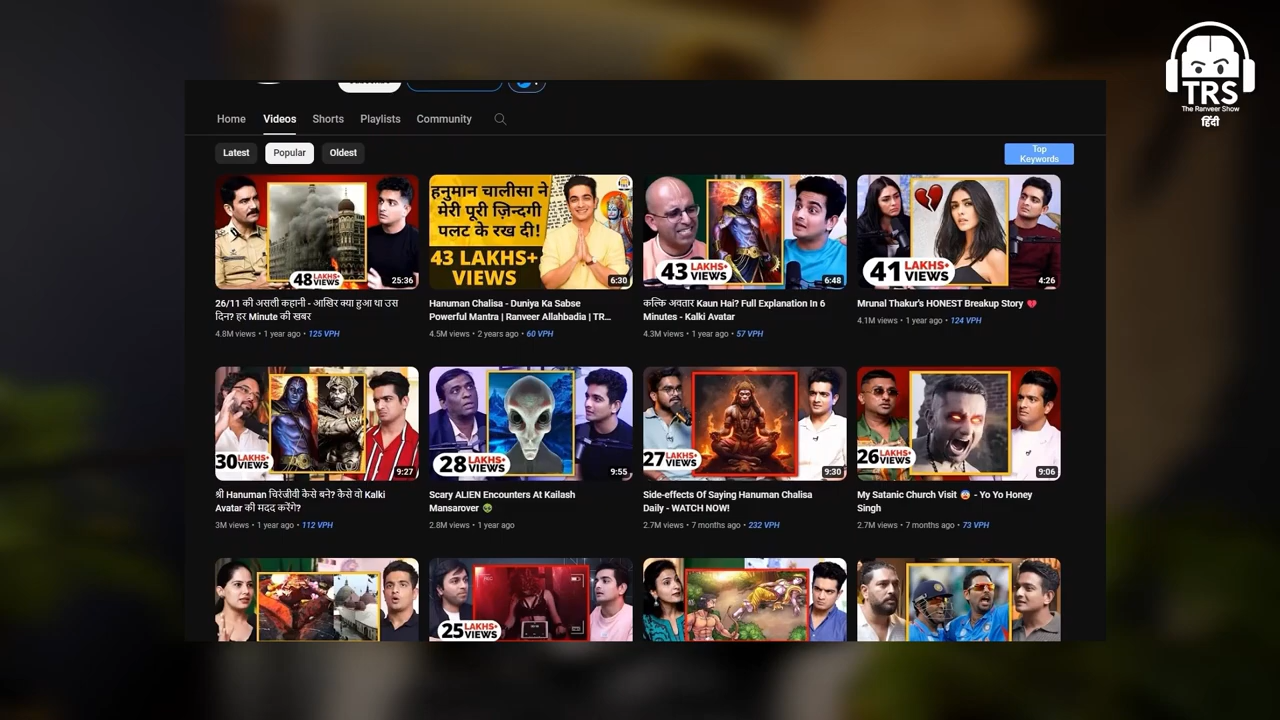 TRS
The Ranveer Show
हिंदी
Home
Videos
Shorts
Playlists
Community
Latest
Popular
Oldest
Top
Keywords
48 LAKHS+
VIEWS
25:36
हनुमान चालीसा ने
मेरी पूरी ज़िन्दगी
पलट के रख दी!
43 LAKHS+
VIEWS
6:30
43 LAKHS+
VIEWS
6:48
41 LAKHS+
VIEWS
4:26
26/11 की असली कहानी - आखिर क्या हुआ था उस
दिन? हर Minute की खबर
4.8M views • 1 year ago • 125 VPH
Hanuman Chalisa - Duniya Ka Sabse
Powerful Mantra | Ranveer Allahbadia | TR...
4.5M views • 2 years ago • 60 VPH
कल्कि अवतार Kaun Hai? Full Explanation In 6
Minutes - Kalki Avatar
4.3M views • 1 year ago • 57 VPH
Mrunal Thakur's HONEST Breakup Story 💔
4.1M views • 1 year ago • 124 VPH
30 LAKHS+
VIEWS
9:27
28 LAKHS+
VIEWS
9:55
27 LAKHS+
VIEWS
9:30
26 LAKHS+
VIEWS
9:06
श्री Hanuman चिरंजीवी कैसे बने? कैसे वो Kalki
Avatar की मदद करेंगे?
3M views • 1 year ago • 112 VPH
Scary ALIEN Encounters At Kailash
Mansarover 👽
2.8M views • 1 year ago
Side-effects Of Saying Hanuman Chalisa
Daily - WATCH NOW!
2.7M views • 7 months ago • 232 VPH
My Satanic Church Visit 😨 - Yo Yo Honey
Singh
2.7M views • 7 months ago • 73 VPH
25 LAKHS+
VIEWS